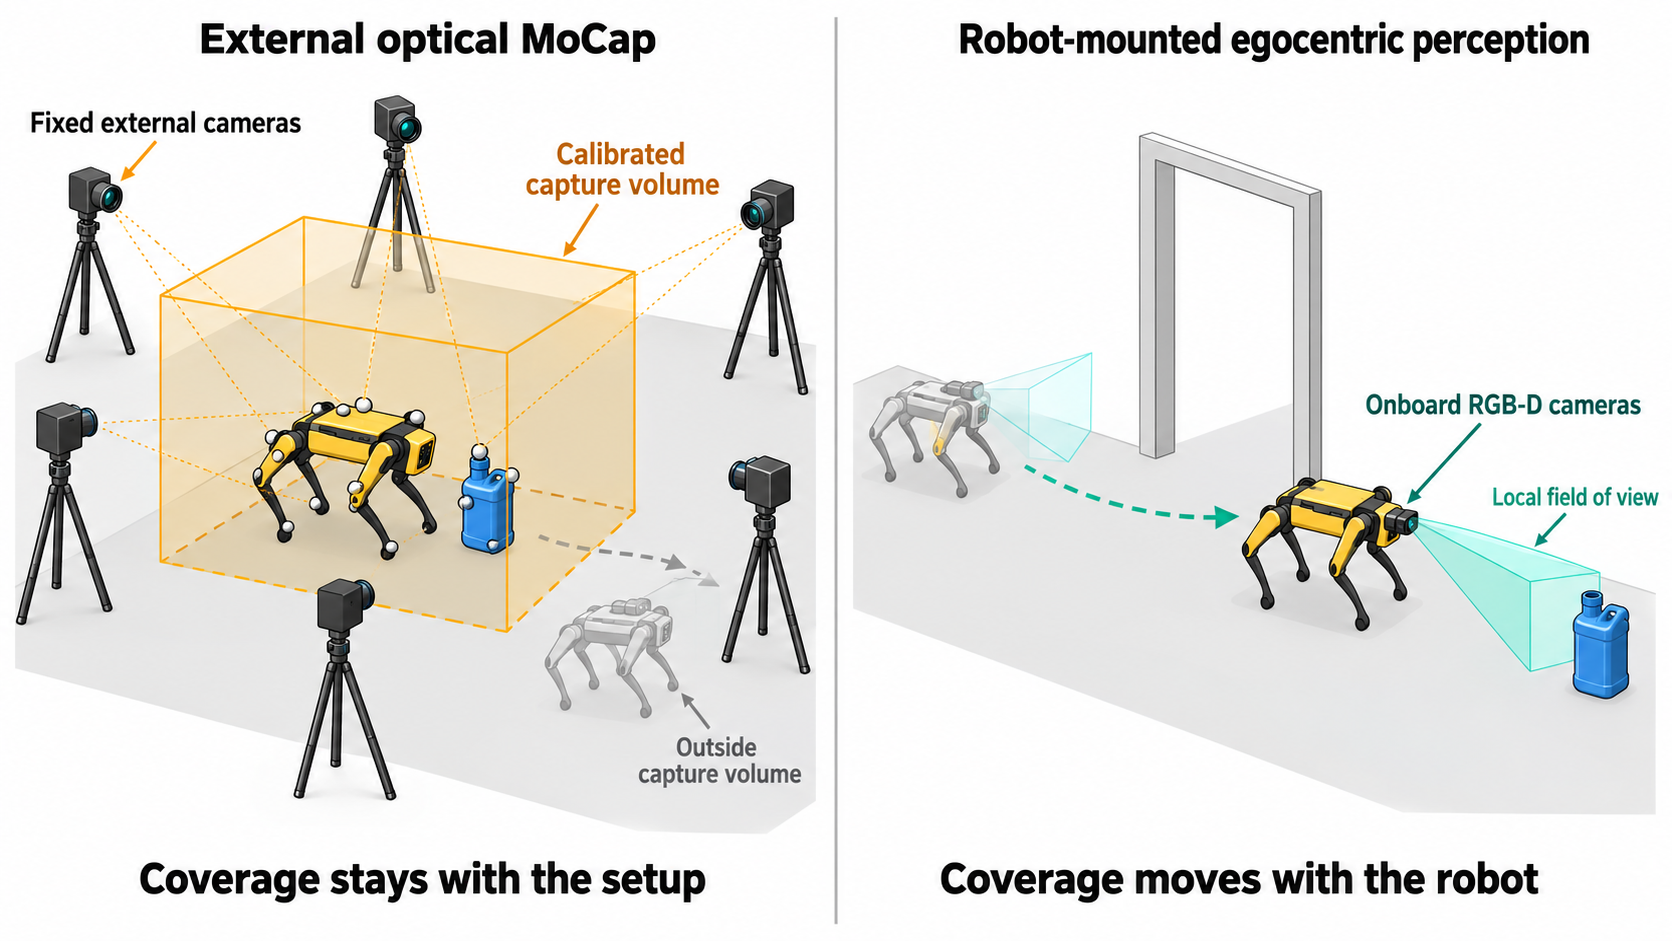 External optical MoCap
Fixed external cameras
Calibrated
capture volume
Outside
capture volume
Coverage stays with the setup
Robot-mounted egocentric perception
Onboard RGB-D cameras
Local field of view
Coverage moves with the robot